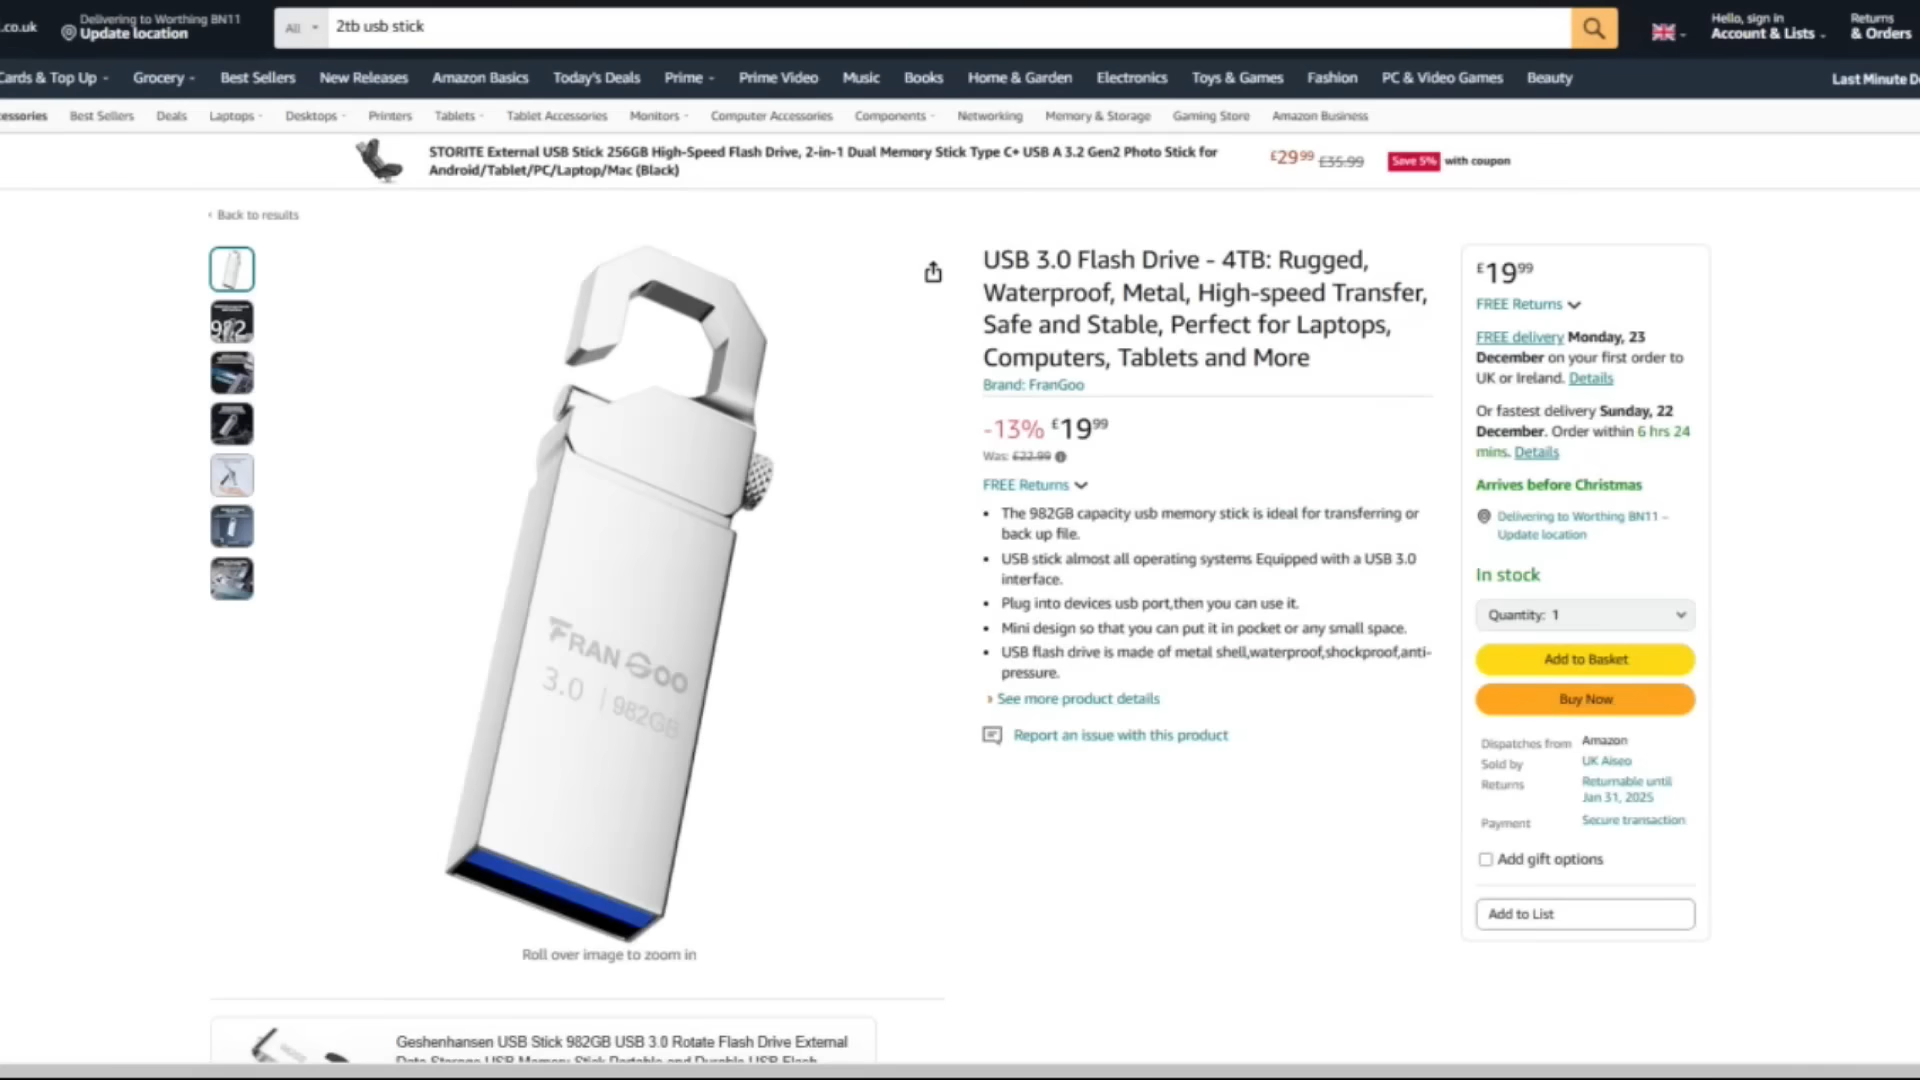 .co.uk
Delivering to Worthing BN11
Update location
All
2tb usb stick
Hello, sign in
Account & Lists
Returns
& Orders
Cards & Top Up
Grocery
Best Sellers
New Releases
Amazon Basics
Today's Deals
Prime
Prime Video
Music
Books
Home & Garden
Electronics
Toys & Games
Fashion
PC & Video Games
Beauty
Last Minute D
essories
Best Sellers
Deals
Laptops
Desktops
Printers
Tablets
Tablet Accessories
Monitors
Computer Accessories
Components
Networking
Memory & Storage
Gaming Store
Amazon Business
STORITE External USB Stick 256GB High-Speed Flash Drive, 2-in-1 Dual Memory Stick Type C+ USB A 3.2 Gen2 Photo Stick for
Android/Tablet/PC/Laptop/Mac (Black)
£29.99 £35.99
Save 5% with coupon
‹ Back to results
982
FRANGOO
3.0 | 982GB
Roll over image to zoom in
USB 3.0 Flash Drive - 4TB: Rugged,
Waterproof, Metal, High-speed Transfer,
Safe and Stable, Perfect for Laptops,
Computers, Tablets and More
Brand: FranGoo
-13% £19.99
Was: £22.99
FREE Returns
• The 982GB capacity usb memory stick is ideal for transferring or
back up file.
• USB stick almost all operating systems Equipped with a USB 3.0
interface.
• Plug into devices usb port,then you can use it.
• Mini design so that you can put it in pocket or any small space.
• USB flash drive is made of metal shell,waterproof,shockproof,anti-
pressure.
› See more product details
Report an issue with this product
£19.99
FREE Returns
FREE delivery Monday, 23
December on your first order to
UK or Ireland. Details
Or fastest delivery Sunday, 22
December. Order within 6 hrs 24
mins. Details
Arrives before Christmas
Delivering to Worthing BN11 –
Update location
In stock
Quantity: 1
Add to Basket
Buy Now
Dispatches from Amazon
Sold by UK Aiseo
Returns Returnable until
Jan 31, 2025
Payment Secure transaction
Add gift options
Add to List
Geshenhansen USB Stick 982GB USB 3.0 Rotate Flash Drive External
Data Storage USB Memory Stick Portable and Durable USB Flash